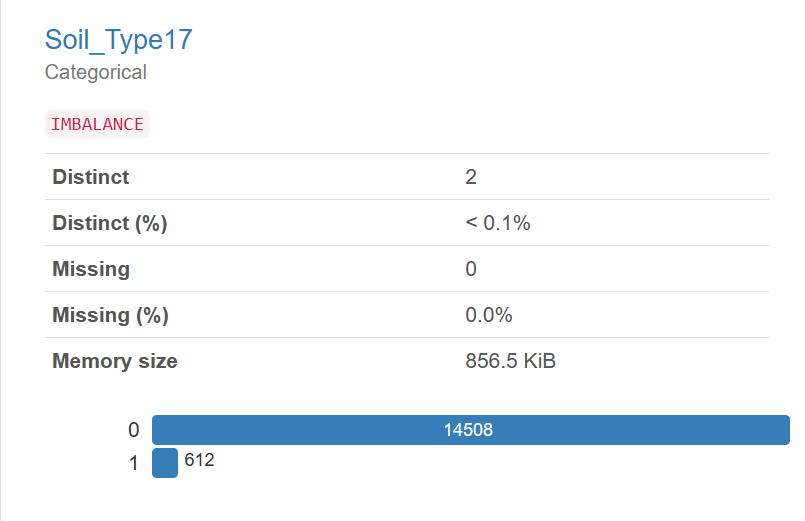 Soil_Type17
Categorical
IMBALANCE
Distinct 2
Distinct (%) < 0.1%
Missing 0
Missing (%) 0.0%
Memory size 856.5 KiB
0 14508
1 612